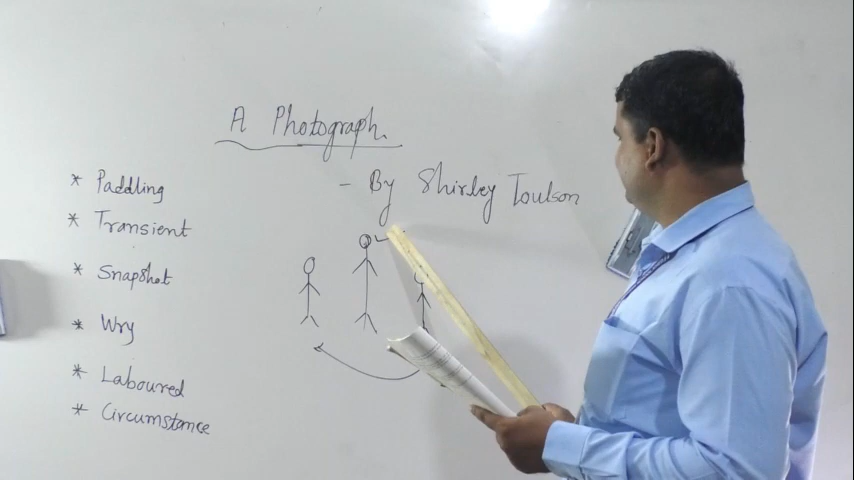 A Photograph.
- By Shirley Toulson
* Paddling
* Transient
* Snapshot
* Wry
* Laboured
* Circumstance